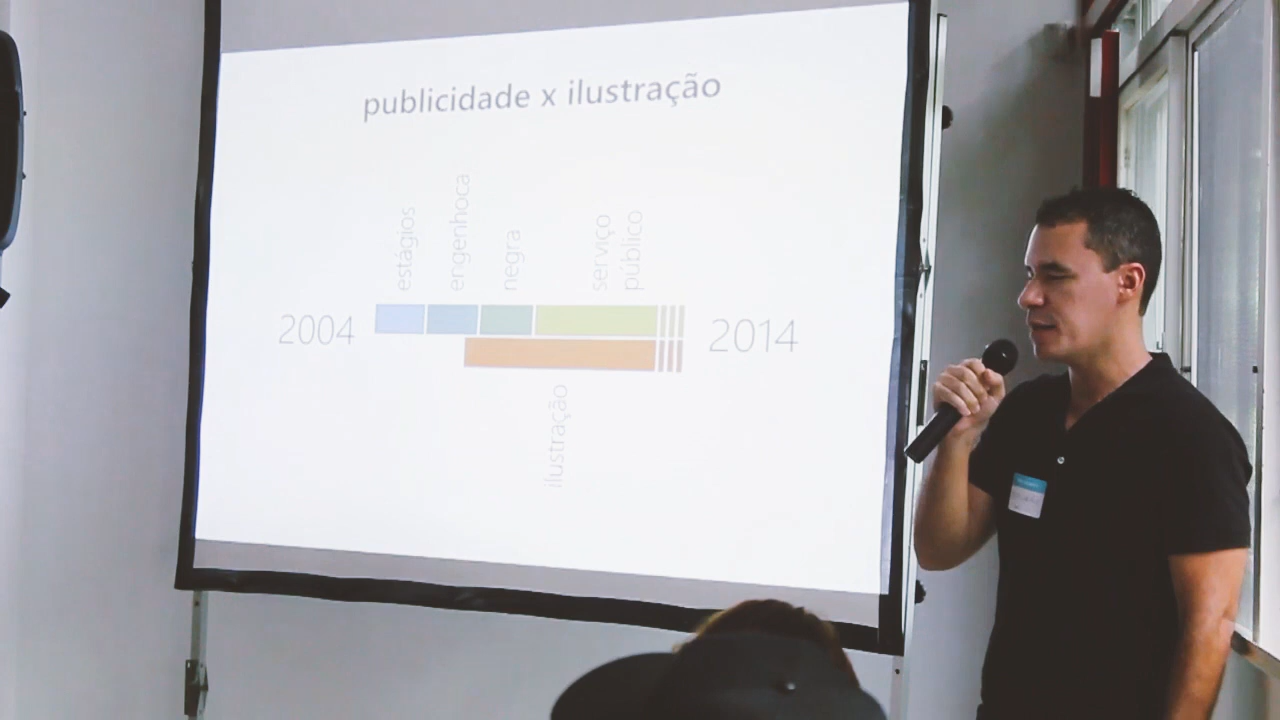 publicidade x ilustração
estágios
engenhoca
negra
serviço
público
2004
2014
ilustração